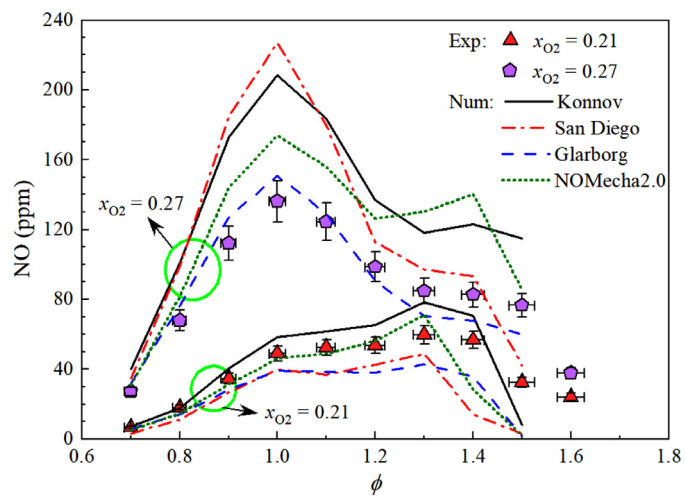 Exp: x_O2 = 0.21
x_O2 = 0.27
Num: Konnov
San Diego
Glarborg
NOMecha2.0
240
200
160
120
80
40
0
NO (ppm)
x_O2 = 0.27
x_O2 = 0.21
0.6 0.8 1.0 1.2 1.4 1.6 1.8
ϕ